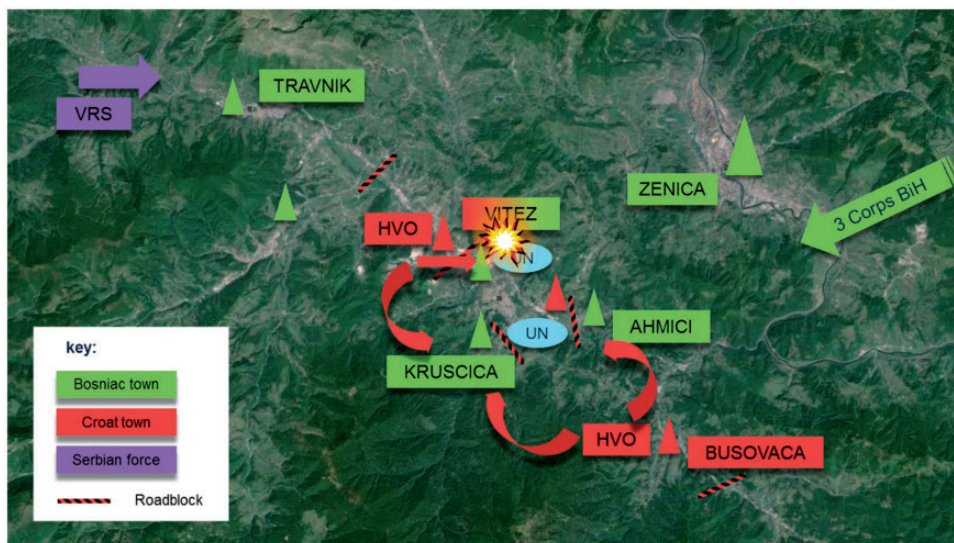 VRS
TRAVNIK
ZENICA
3 Corps BiH
HVO
VITEZ
UN
UN
AHMICI
KRUSCICA
HVO
BUSOVACA
key:
Bosniac town
Croat town
Serbian force
Roadblock